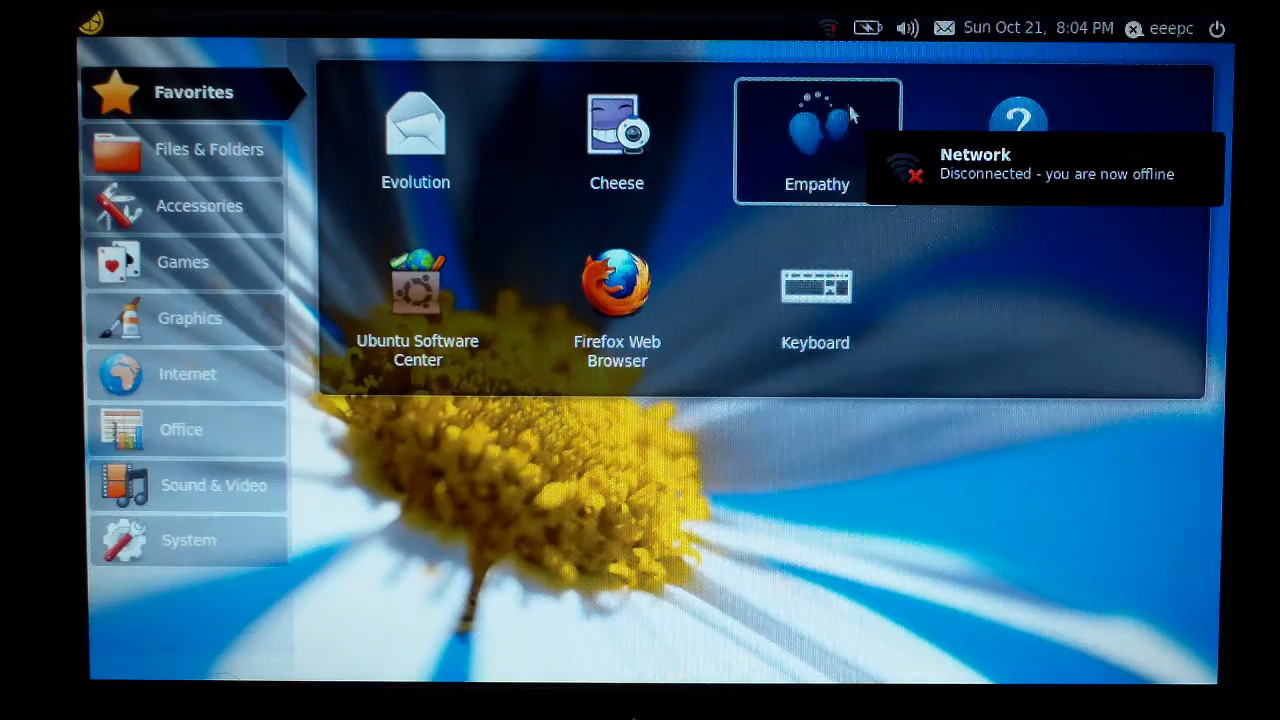 Sun Oct 21, 8:04 PM eeepc
Favorites
Files & Folders
Accessories
Games
Graphics
Internet
Office
Sound & Video
System
Evolution
Cheese
Empathy
?
Network
Disconnected - you are now offline
Ubuntu Software
Center
Firefox Web
Browser
Keyboard